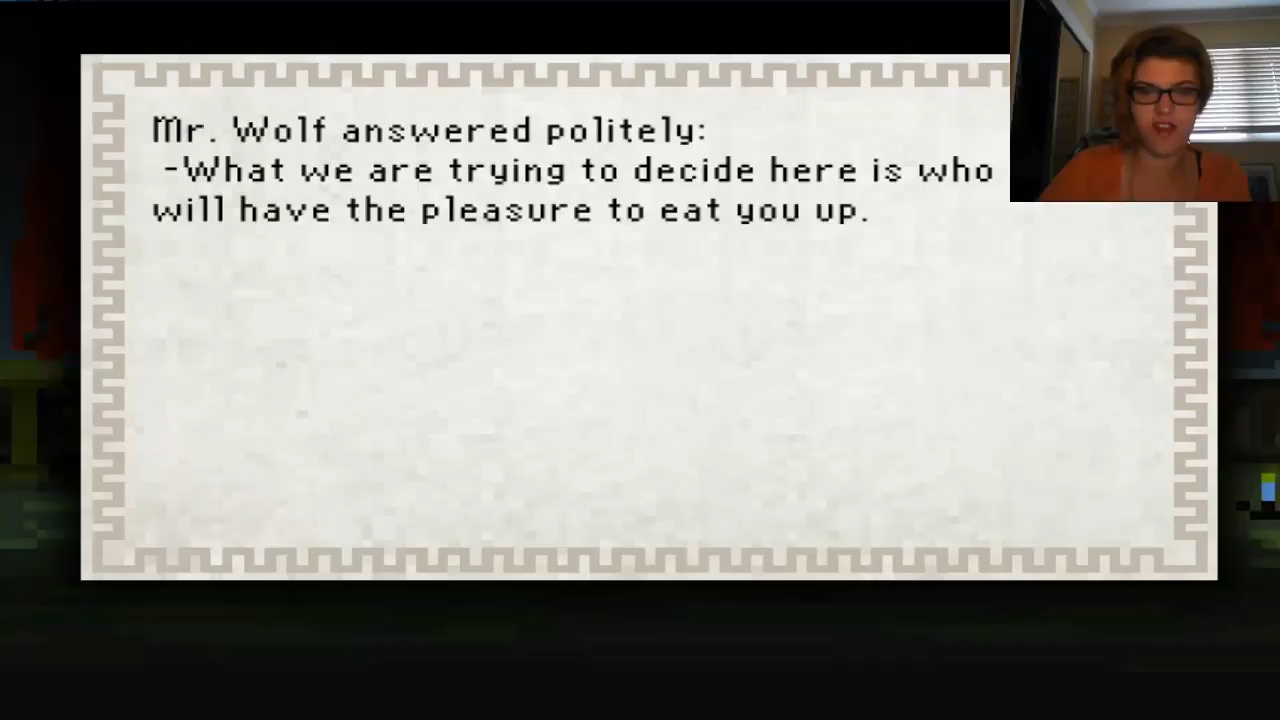 Mr. Wolf answered politely:
-What we are trying to decide here is who
will have the pleasure to eat you up.